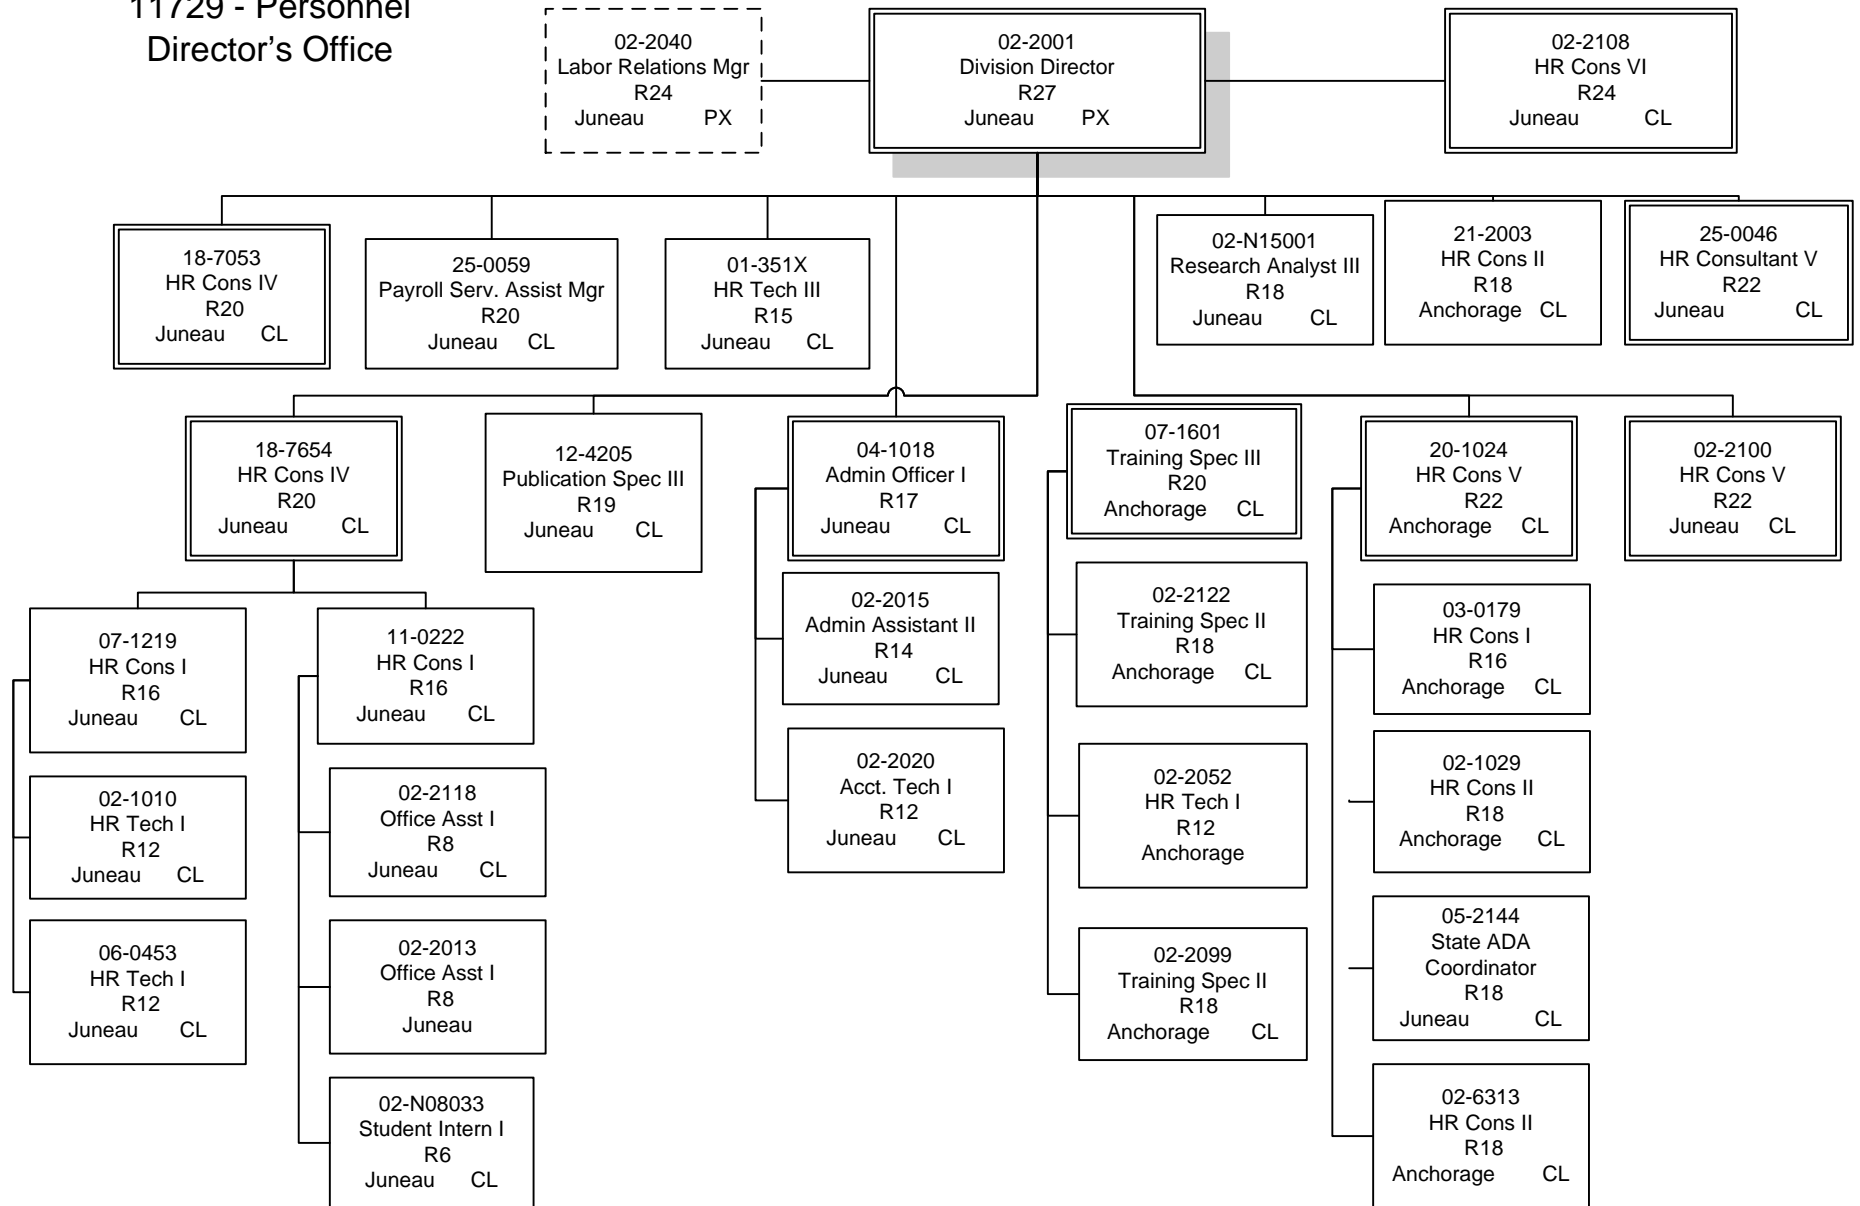 11729 - Personnel
Director's Office
02-2040
Labor Relations Mgr
R24
Juneau PX
02-2001
Division Director
R27
Juneau PX
02-2108
HR Cons VI
R24
Juneau CL
18-7053
HR Cons IV
R20
Juneau CL
25-0059
Payroll Serv. Assist Mgr
R20
Juneau CL
01-351X
HR Tech III
R15
Juneau CL
02-N15001
Research Analyst III
R18
Juneau CL
21-2003
HR Cons II
R18
Anchorage CL
25-0046
HR Consultant V
R22
Juneau CL
18-7654
HR Cons IV
R20
Juneau CL
12-4205
Publication Spec III
R19
Juneau CL
04-1018
Admin Officer I
R17
Juneau CL
07-1601
Training Spec III
R20
Anchorage CL
20-1024
HR Cons V
R22
Anchorage CL
02-2100
HR Cons V
R22
Juneau CL
07-1219
HR Cons I
R16
Juneau CL
11-0222
HR Cons I
R16
Juneau CL
02-2015
Admin Assistant II
R14
Juneau CL
02-2122
Training Spec II
R18
Anchorage CL
03-0179
HR Cons I
R16
Anchorage CL
02-1010
HR Tech I
R12
Juneau CL
02-2118
Office Asst I
R8
Juneau CL
02-2020
Acct. Tech I
R12
Juneau CL
02-2052
HR Tech I
R12
Anchorage
02-1029
HR Cons II
R18
Anchorage CL
06-0453
HR Tech I
R12
Juneau CL
02-2013
Office Asst I
R8
Juneau
02-2099
Training Spec II
R18
Anchorage CL
05-2144
State ADA
Coordinator
R18
Juneau CL
02-N08033
Student Intern I
R6
Juneau CL
02-6313
HR Cons II
R18
Anchorage CL